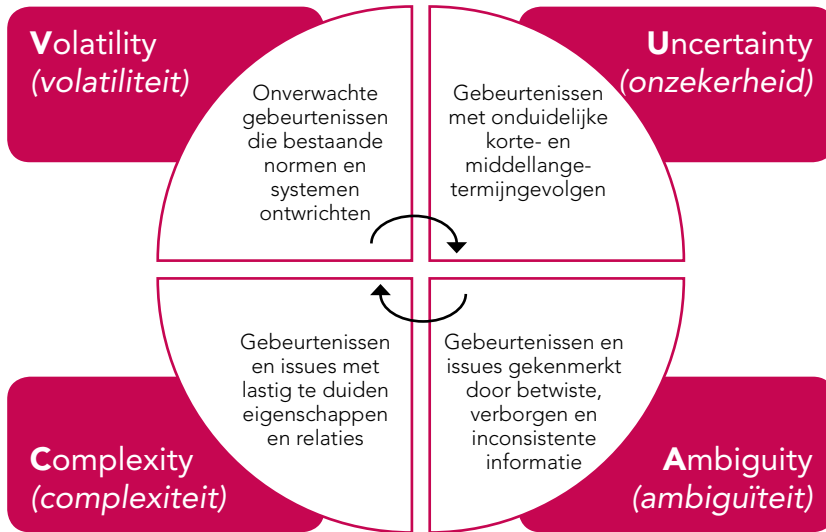 Volatility
(volatiliteit)
Onverwachte
gebeurtenissen
die bestaande
normen en
systemen
ontwrichten
Uncertainty
(onzekerheid)
Gebeurtenissen
met onduidelijke
korte- en
middellange-
termijngevolgen
Complexity
(complexiteit)
Gebeurtenissen
en issues met
lastig te duiden
eigenschappen
en relaties
Gebeurtenissen en
issues gekenmerkt
door betwiste,
verborgen en
inconsistente
informatie
Ambiguity
(ambiguïteit)